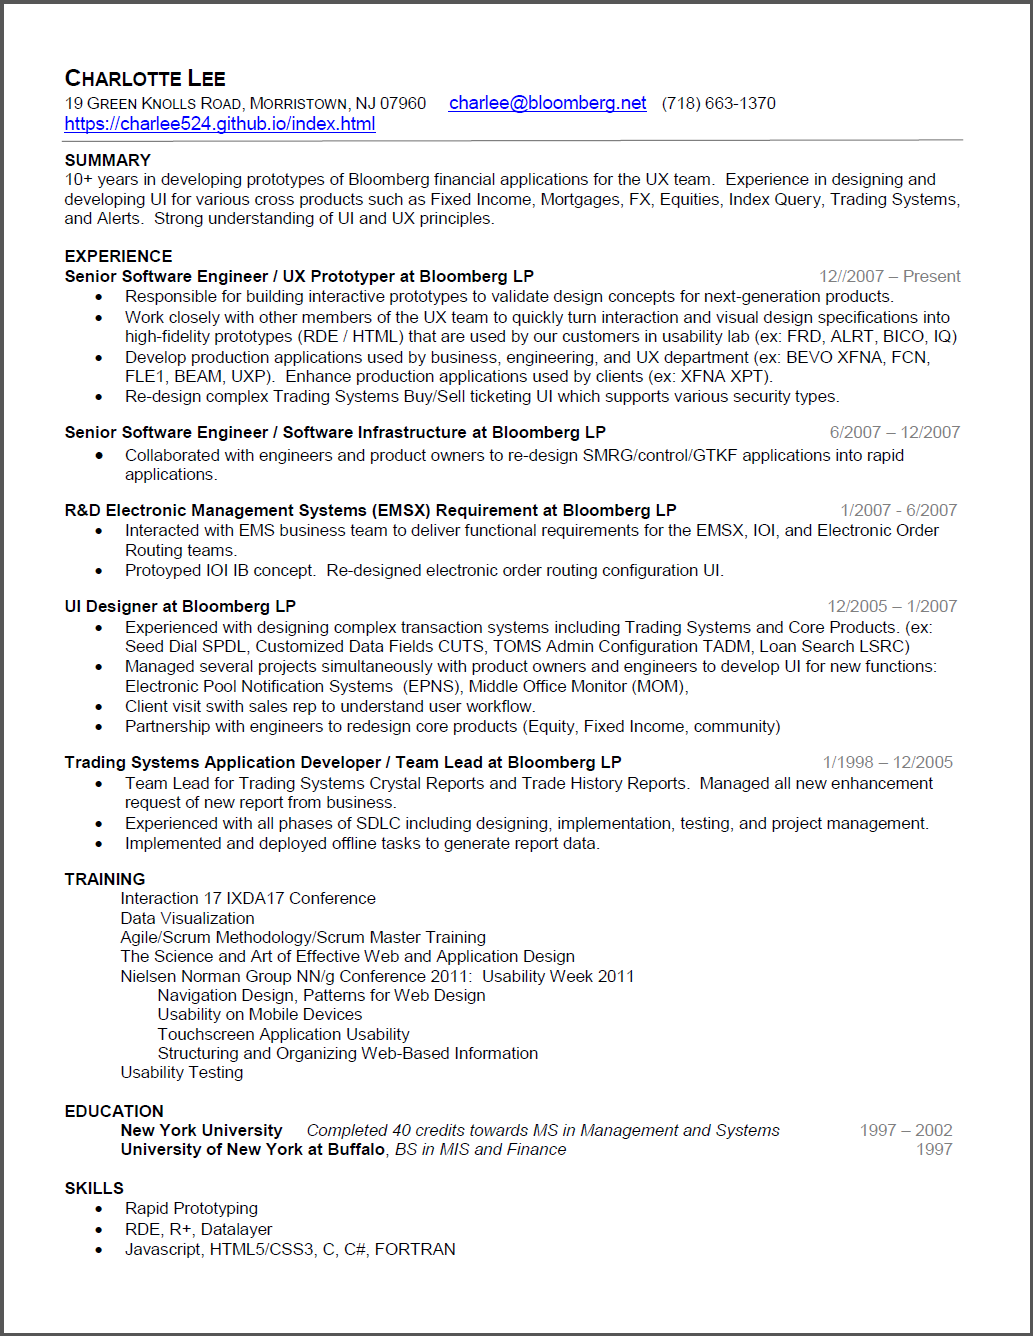 CHARLOTTE LEE
19 GREEN KNOLLS ROAD, MORRISTOWN, NJ 07960 charlee@bloomberg.net (718) 663-1370
https://charlee524.github.io/index.html
SUMMARY
10+ years in developing prototypes of Bloomberg financial applications for the UX team. Experience in designing and
developing UI for various cross products such as Fixed Income, Mortgages, FX, Equities, Index Query, Trading Systems,
and Alerts. Strong understanding of UI and UX principles.
EXPERIENCE
Senior Software Engineer / UX Prototyper at Bloomberg LP 12//2007 – Present
• Responsible for building interactive prototypes to validate design concepts for next-generation products.
• Work closely with other members of the UX team to quickly turn interaction and visual design specifications into
high-fidelity prototypes (RDE / HTML) that are used by our customers in usability lab (ex: FRD, ALRT, BICO, IQ)
• Develop production applications used by business, engineering, and UX department (ex: BEVO XFNA, FCN,
FLE1, BEAM, UXP). Enhance production applications used by clients (ex: XFNA XPT).
• Re-design complex Trading Systems Buy/Sell ticketing UI which supports various security types.
Senior Software Engineer / Software Infrastructure at Bloomberg LP 6/2007 – 12/2007
• Collaborated with engineers and product owners to re-design SMRG/control/GTKF applications into rapid
applications.
R&D Electronic Management Systems (EMSX) Requirement at Bloomberg LP 1/2007 - 6/2007
• Interacted with EMS business team to deliver functional requirements for the EMSX, IOI, and Electronic Order
Routing teams.
• Protoyped IOI IB concept. Re-designed electronic order routing configuration UI.
UI Designer at Bloomberg LP 12/2005 – 1/2007
• Experienced with designing complex transaction systems including Trading Systems and Core Products. (ex:
Seed Dial SPDL, Customized Data Fields CUTS, TOMS Admin Configuration TADM, Loan Search LSRC)
• Managed several projects simultaneously with product owners and engineers to develop UI for new functions:
Electronic Pool Notification Systems (EPNS), Middle Office Monitor (MOM),
• Client visit swith sales rep to understand user workflow.
• Partnership with engineers to redesign core products (Equity, Fixed Income, community)
Trading Systems Application Developer / Team Lead at Bloomberg LP 1/1998 – 12/2005
• Team Lead for Trading Systems Crystal Reports and Trade History Reports. Managed all new enhancement
request of new report from business.
• Experienced with all phases of SDLC including designing, implementation, testing, and project management.
• Implemented and deployed offline tasks to generate report data.
TRAINING
Interaction 17 IXDA17 Conference
Data Visualization
Agile/Scrum Methodology/Scrum Master Training
The Science and Art of Effective Web and Application Design
Nielsen Norman Group NN/g Conference 2011: Usability Week 2011
Navigation Design, Patterns for Web Design
Usability on Mobile Devices
Touchscreen Application Usability
Structuring and Organizing Web-Based Information
Usability Testing
EDUCATION
New York University Completed 40 credits towards MS in Management and Systems 1997 – 2002
University of New York at Buffalo, BS in MIS and Finance 1997
SKILLS
• Rapid Prototyping
• RDE, R+, Datalayer
• Javascript, HTML5/CSS3, C, C#, FORTRAN